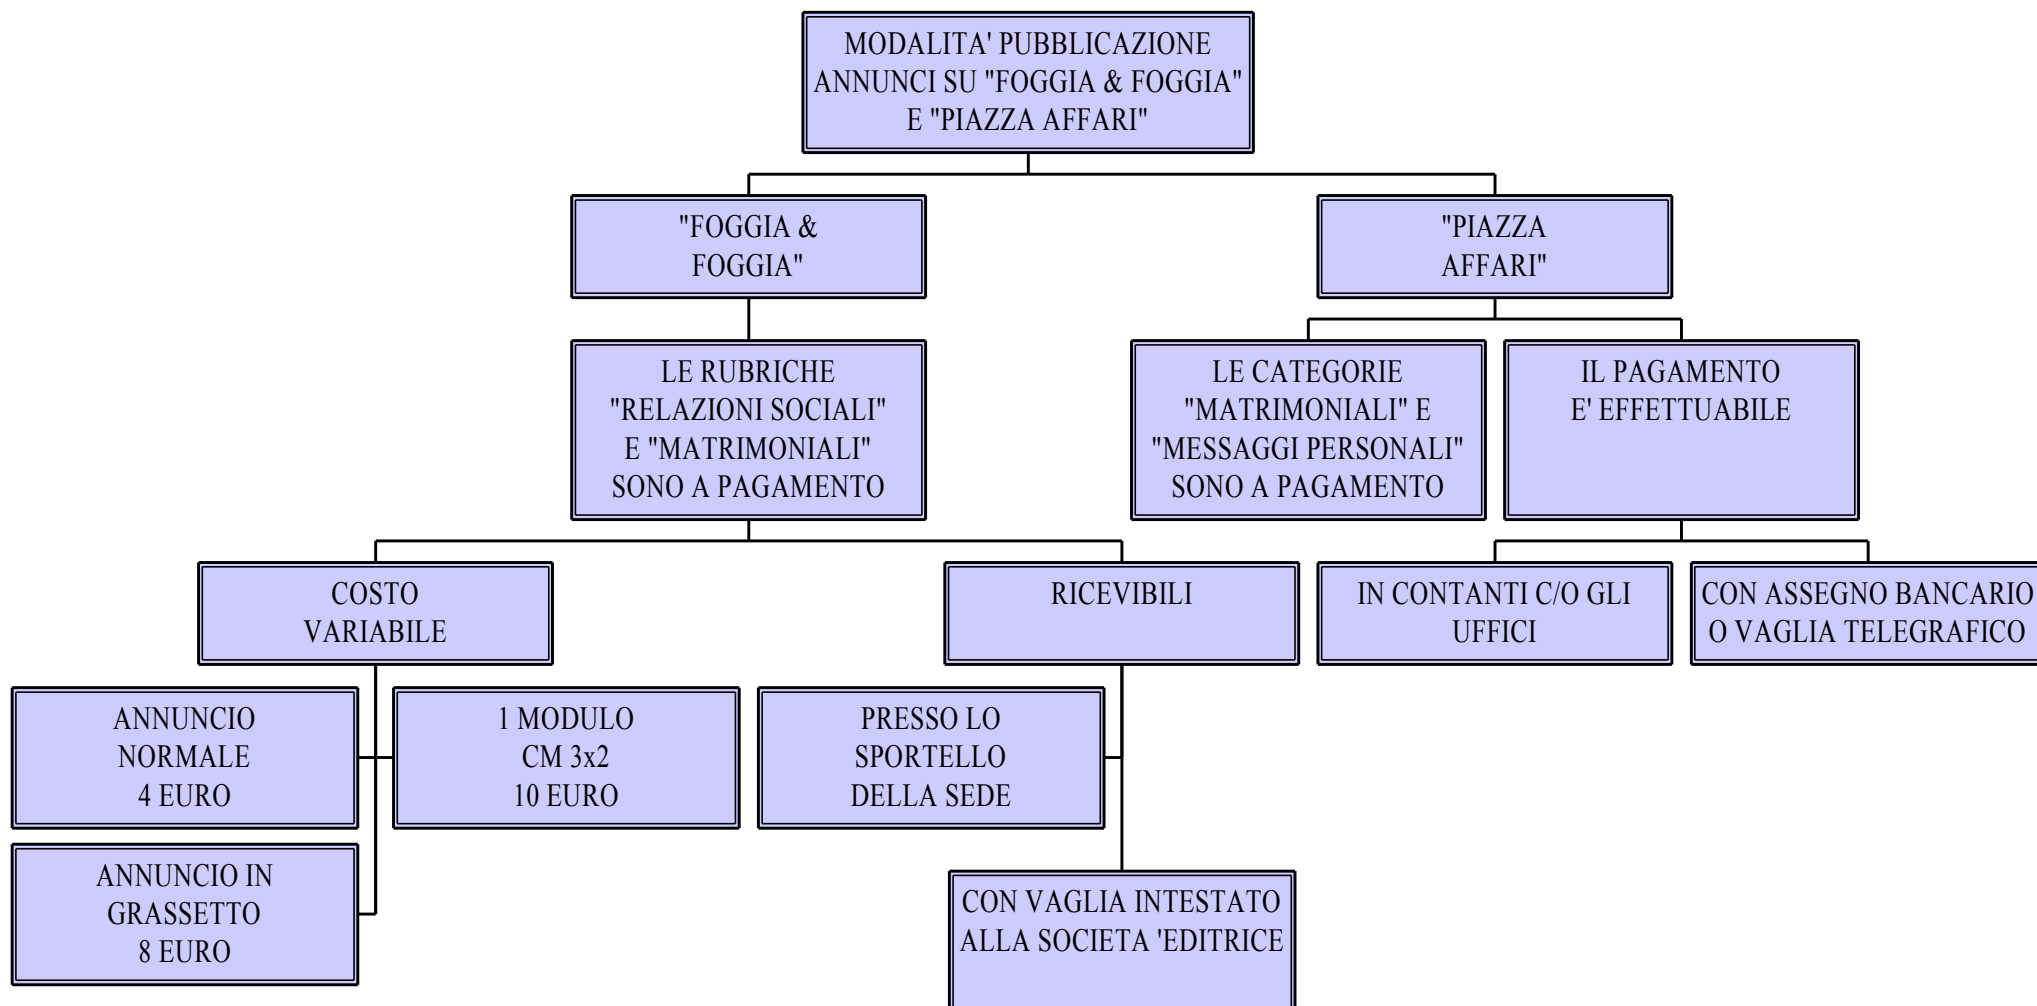 MODALITA' PUBBLICAZIONE
ANNUNCI SU "FOGGIA & FOGGIA"
E "PIAZZA AFFARI"
"FOGGIA &
FOGGIA"
"PIAZZA
AFFARI"
LE RUBRICHE
"RELAZIONI SOCIALI"
E "MATRIMONIALI"
SONO A PAGAMENTO
LE CATEGORIE
"MATRIMONIALI" E
"MESSAGGI PERSONALI"
SONO A PAGAMENTO
IL PAGAMENTO
E' EFFETTUABILE
COSTO
VARIABILE
RICEVIBILI
IN CONTANTI C/O GLI
UFFICI
CON ASSEGNO BANCARIO
O VAGLIA TELEGRAFICO
ANNUNCIO
NORMALE
4 EURO
1 MODULO
CM 3x2
10 EURO
PRESSO LO
SPORTELLO
DELLA SEDE
ANNUNCIO IN
GRASSETTO
8 EURO
CON VAGLIA INTESTATO
ALLA SOCIETA 'EDITRICE